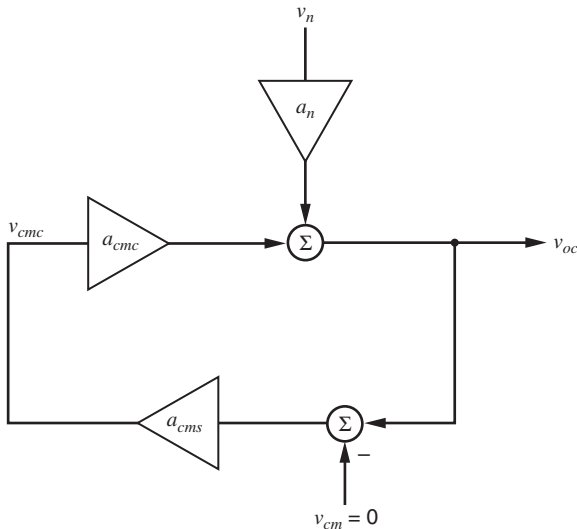 v_n
a_n
v_cmc
a_cmc
Σ
v_oc
a_cms
Σ
−
v_cm = 0